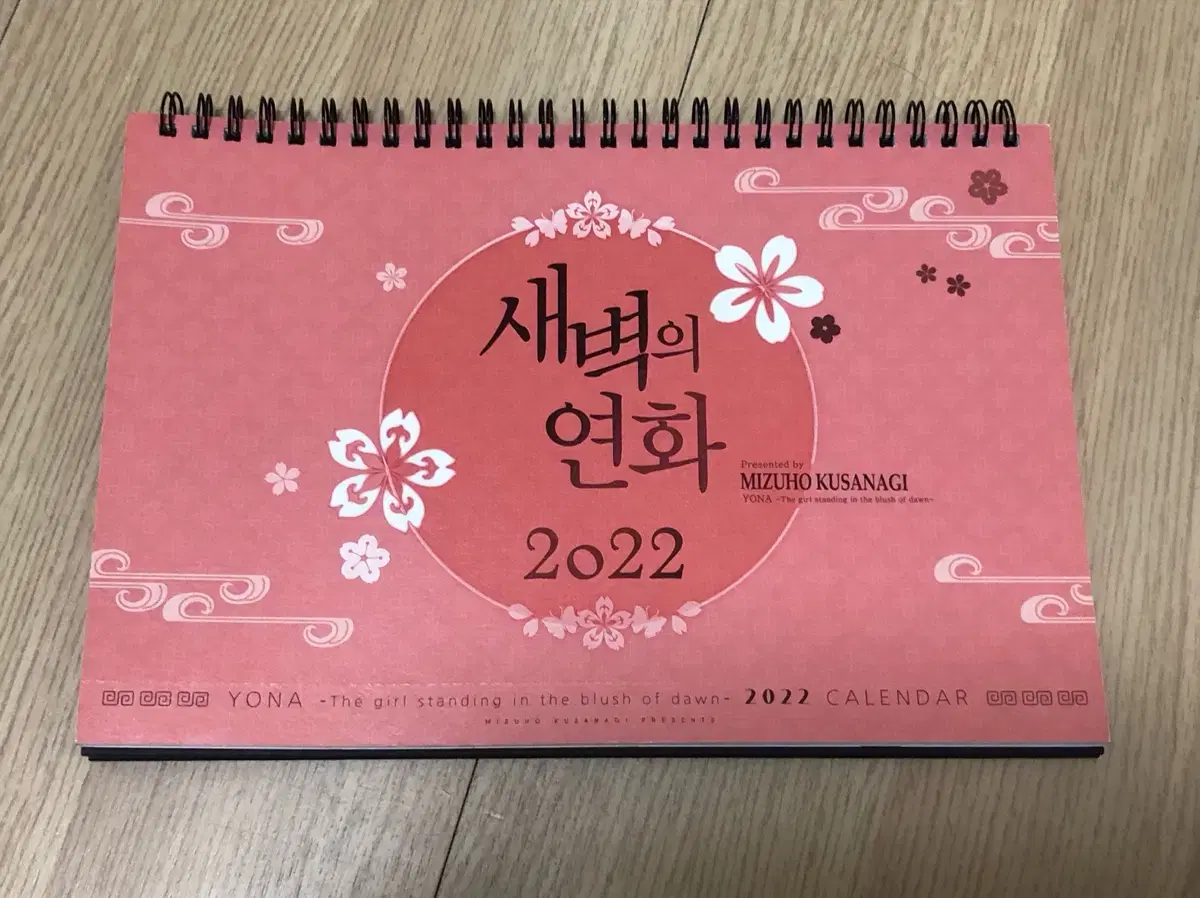 새벽의
연화
Presented by
MIZUHO KUSANAGI
YONA -The girl standing in the blush of dawn-
2022
YONA -The girl standing in the blush of dawn- 2022 CALENDAR
MIZUHO KUSANAGI PRESENTS